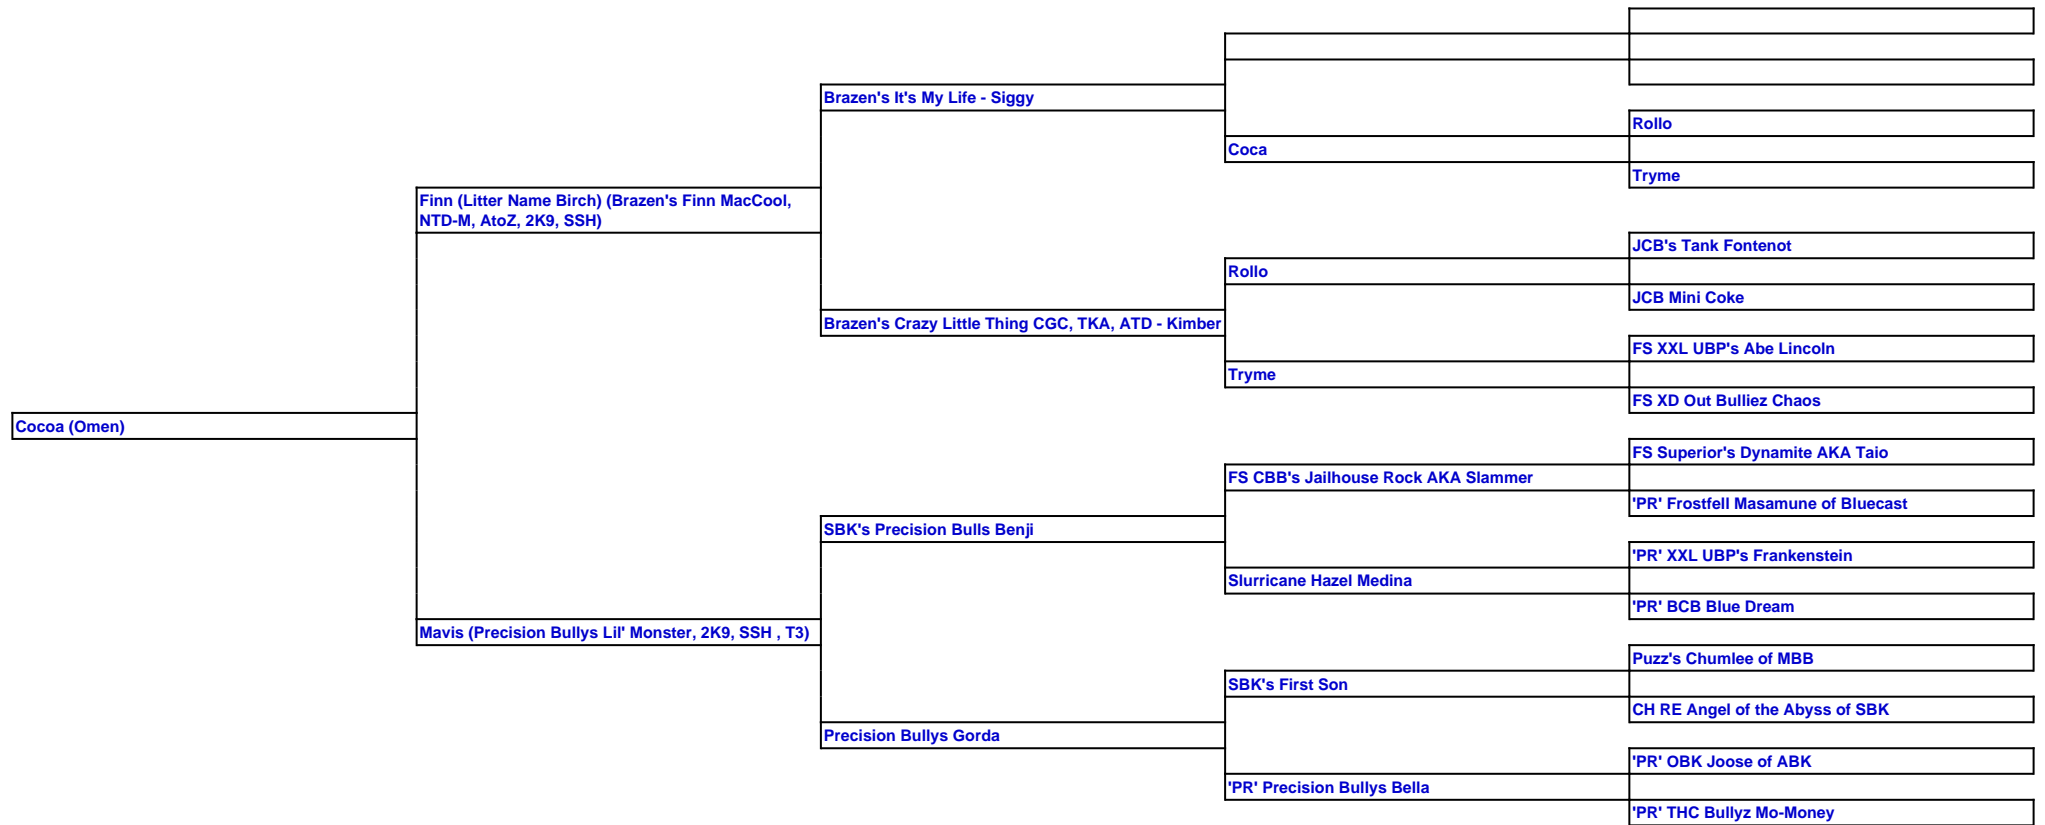 Brazen's It's My Life - Siggy
Rollo
Coca
Tryme
Finn (Litter Name Birch) (Brazen's Finn MacCool,
NTD-M, AtoZ, 2K9, SSH)
JCB's Tank Fontenot
Rollo
JCB Mini Coke
Brazen's Crazy Little Thing CGC, TKA, ATD - Kimber
FS XXL UBP's Abe Lincoln
Tryme
FS XD Out Bulliez Chaos
Cocoa (Omen)
FS Superior's Dynamite AKA Taio
FS CBB's Jailhouse Rock AKA Slammer
'PR' Frostfell Masamune of Bluecast
SBK's Precision Bulls Benji
'PR' XXL UBP's Frankenstein
Slurricane Hazel Medina
'PR' BCB Blue Dream
Mavis (Precision Bullys Lil' Monster, 2K9, SSH , T3)
Puzz's Chumlee of MBB
SBK's First Son
CH RE Angel of the Abyss of SBK
Precision Bullys Gorda
'PR' OBK Joose of ABK
'PR' Precision Bullys Bella
'PR' THC Bullyz Mo-Money